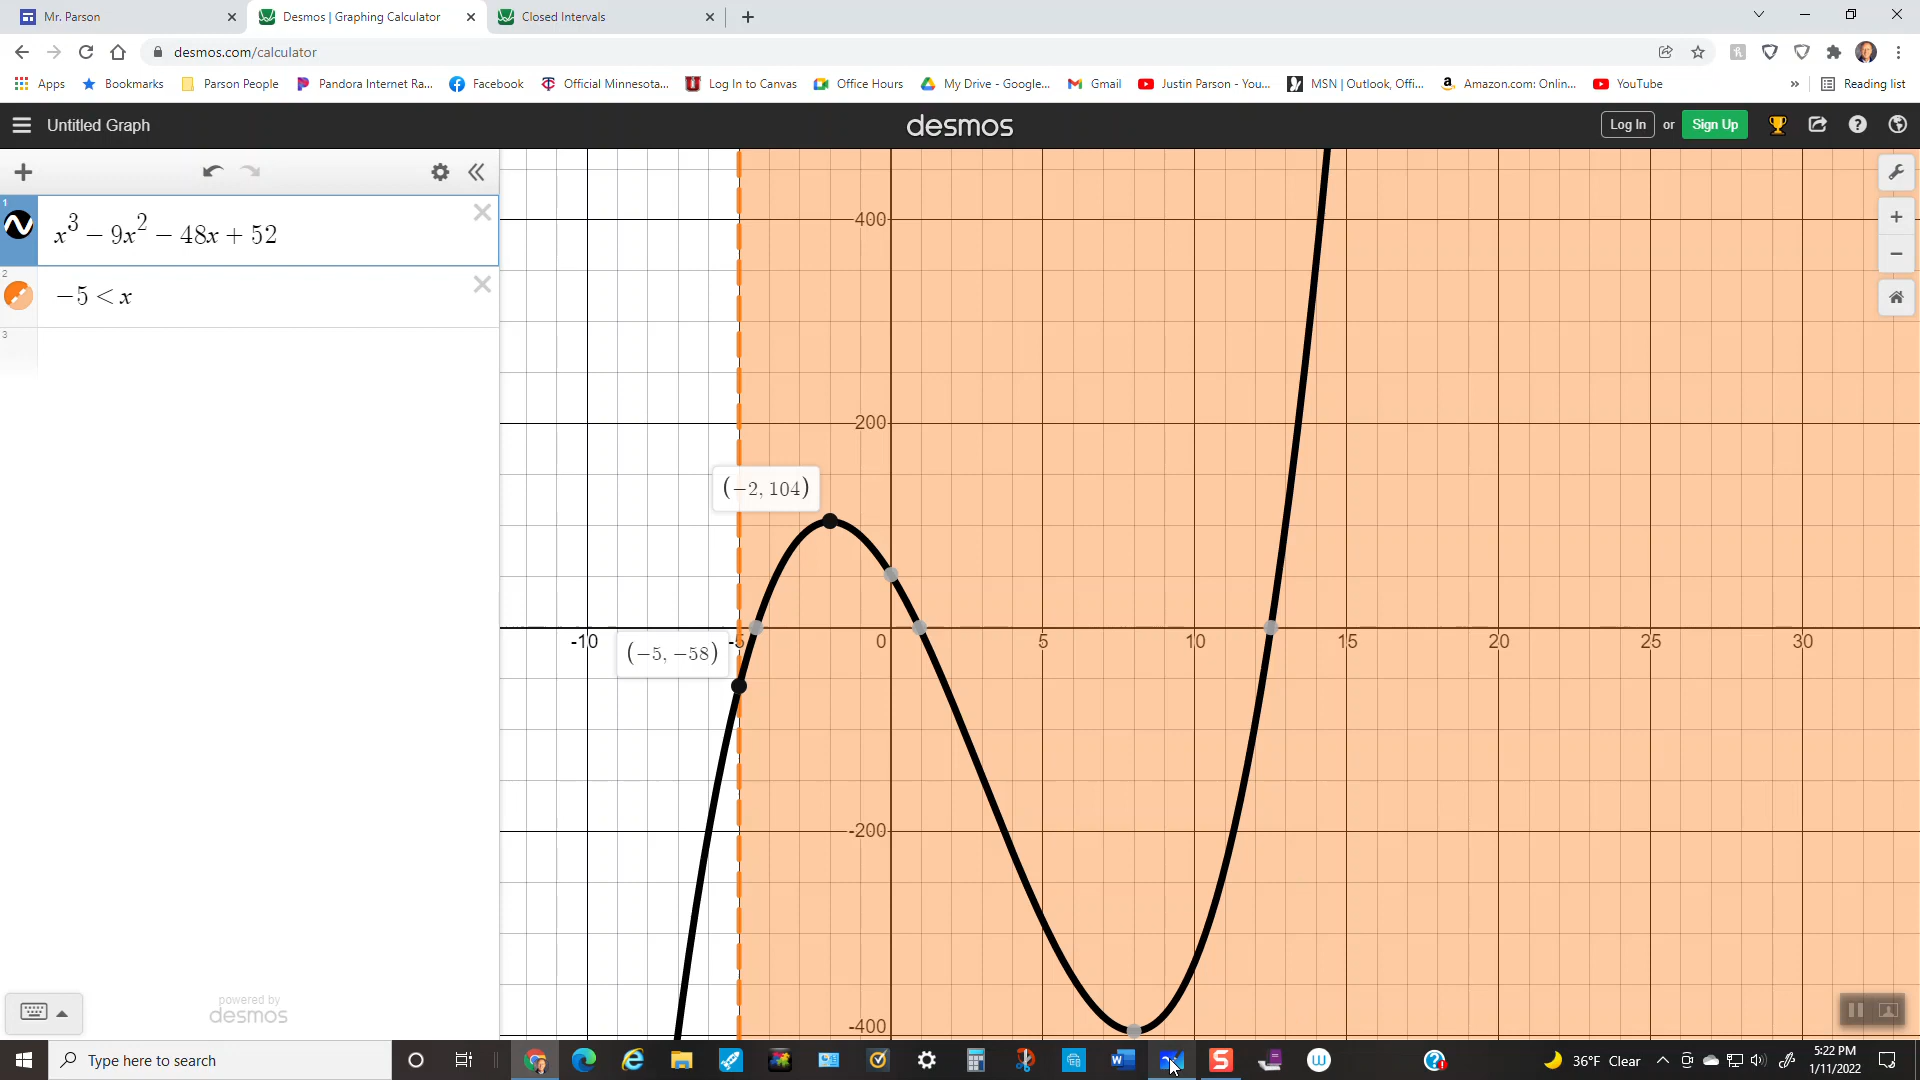 Mr. Parson
Desmos | Graphing Calculator
Closed Intervals
desmos.com/calculator
Apps
Bookmarks
Parson People
Pandora Internet Ra...
Facebook
Official Minnesota...
Log In to Canvas
Office Hours
My Drive - Google...
Gmail
Justin Parson - You...
MSN | Outlook, Offi...
Amazon.com: Onlin...
YouTube
Reading list
Untitled Graph
desmos
Log In
or
Sign Up
1
x³ − 9x² − 48x + 52
2
−5 < x
3
400
200
(−2, 104)
-10
-5
0
5
10
15
20
25
30
(−5, −58)
-200
-400
powered by
desmos
Type here to search
36°F Clear
5:22 PM
1/11/2022